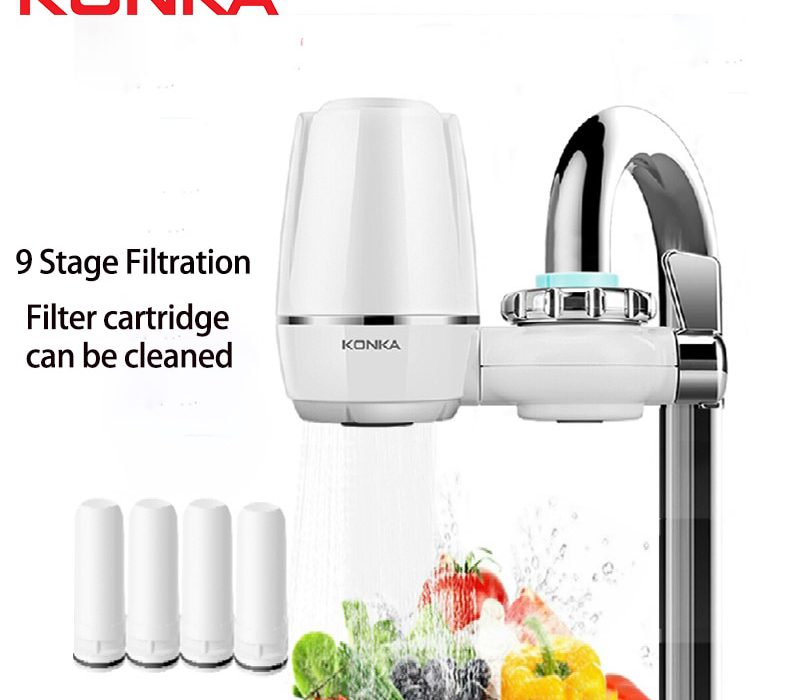 KONKA
9 Stage Filtration
Filter cartridge
can be cleaned
KONKA